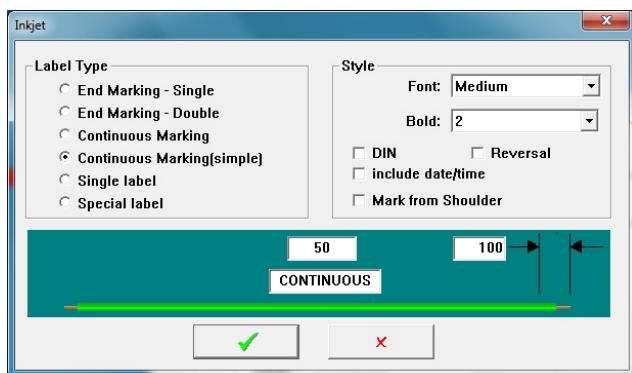 Inkjet
Label Type
End Marking - Single
End Marking - Double
Continuous Marking
Continuous Marking(simple)
Single label
Special label
Style
Font: Medium
Bold: 2
DIN Reversal
include date/time
Mark from Shoulder
50 100
CONTINUOUS